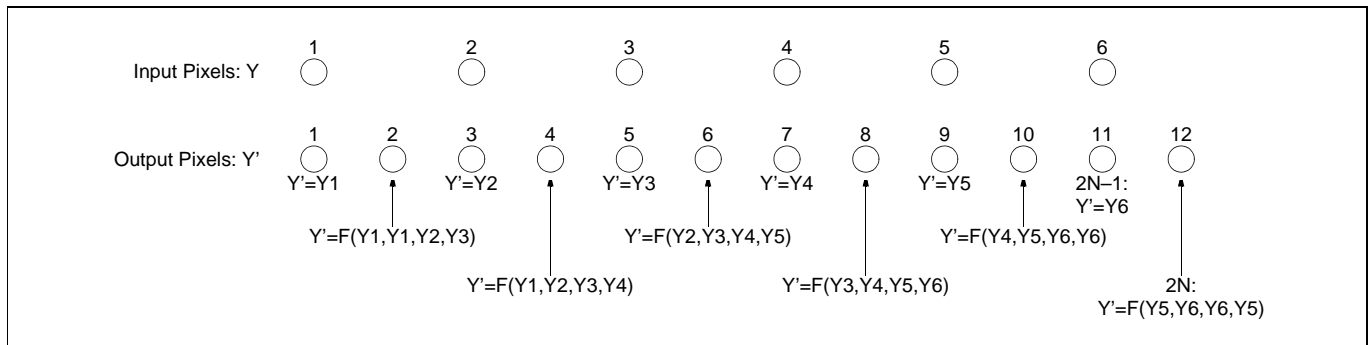 1 2 3 4 5 6
Input Pixels: Y
1 2 3 4 5 6 7 8 9 10 11 12
Output Pixels: Y’
Y’=Y1 Y’=Y2 Y’=Y3 Y’=Y4 Y’=Y5 2N–1:
Y’=Y6
Y’=F(Y1,Y1,Y2,Y3) Y’=F(Y2,Y3,Y4,Y5) Y’=F(Y4,Y5,Y6,Y6)
Y’=F(Y1,Y2,Y3,Y4) Y’=F(Y3,Y4,Y5,Y6) 2N:
Y’=F(Y5,Y6,Y6,Y5)